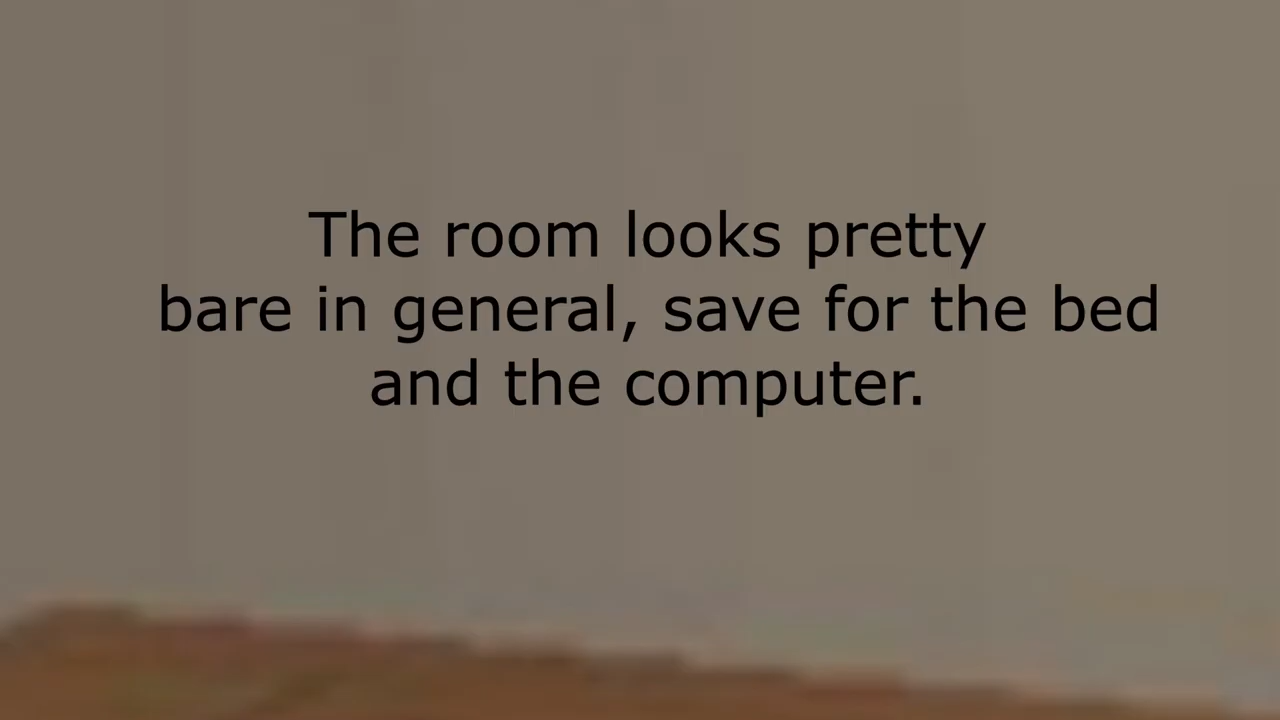 The room looks pretty
bare in general, save for the bed
and the computer.